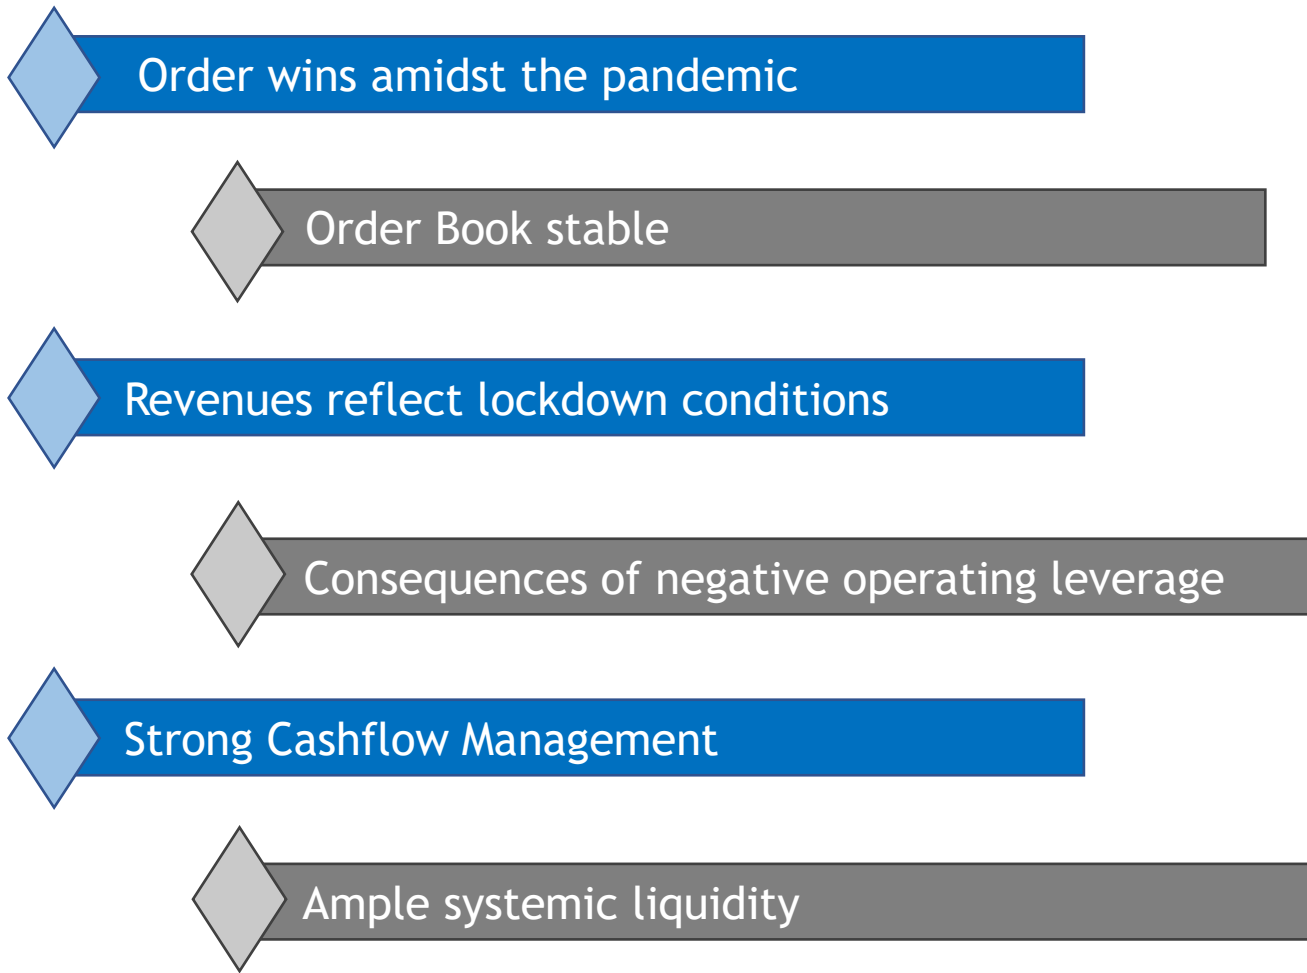 Order wins amidst the pandemic
Order Book stable
Revenues reflect lockdown conditions
Consequences of negative operating leverage
Strong Cashflow Management
Ample systemic liquidity